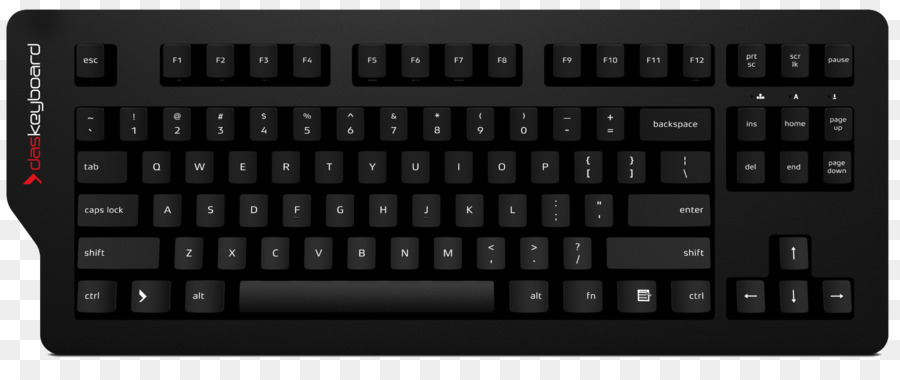 daskeyboard
esc F1 F2 F3 F4 F5 F6 F7 F8 F9 F10 F11 F12 prt sc scr lk pause
A
~ ` ! 1 @ 2 # 3 $ 4 % 5 ^ 6 & 7 * 8 ( 9 ) 0 — - + = backspace ins home page up
tab Q W E R T Y U I O P { [ } ] ¦ \ del end page down
caps lock A S D F G H J K L : ; " ' enter
shift Z X C V B N M < , > . ? / shift ↑
ctrl alt alt fn ctrl ← ↓ →